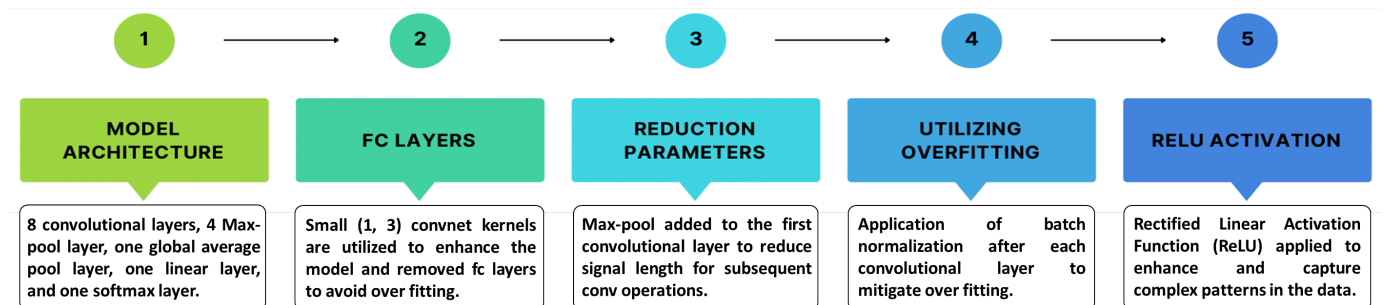 1
2
3
4
5
MODEL
ARCHITECTURE
FC LAYERS
REDUCTION
PARAMETERS
UTILIZING
OVERFITTING
RELU ACTIVATION
8 convolutional layers, 4 Max-
pool layer, one global average
pool layer, one linear layer,
and one softmax layer.
Small (1, 3) convnet kernels
are utilized to enhance the
model and removed fc layers
to avoid over fitting.
Max-pool added to the first
convolutional layer to reduce
signal length for subsequent
conv operations.
Application of batch
normalization after each
convolutional layer to
mitigate over fitting.
Rectified Linear Activation
Function (ReLU) applied to
enhance and capture
complex patterns in the data.